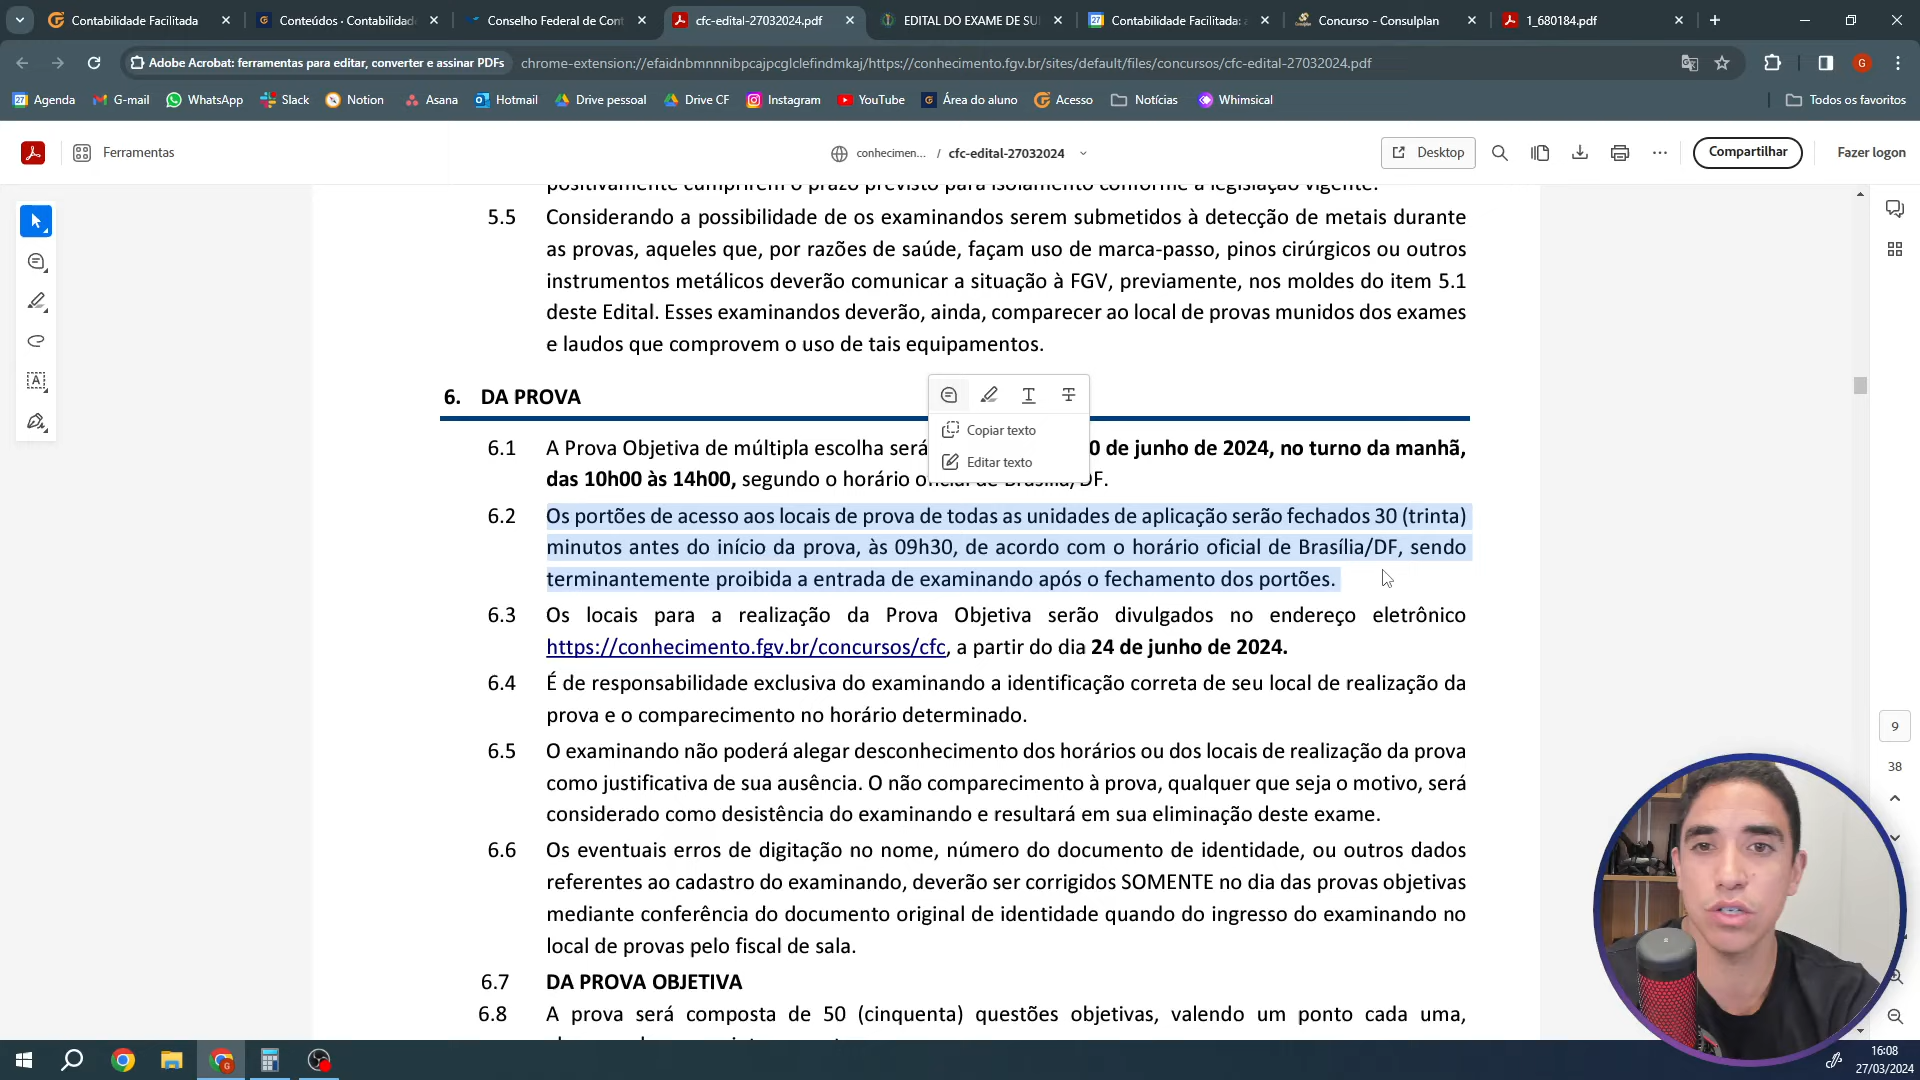 Contabilidade Facilitada
Conteúdos · Contabilidade
Conselho Federal de Cont
cfc-edital-27032024.pdf
EDITAL DO EXAME DE SU
Contabilidade Facilitada:
Concurso - Consulplan
1_680184.pdf
Adobe Acrobat: ferramentas para editar, converter e assinar PDFs
chrome-extension://efaidnbmnnnibpcajpcglclefindmkaj/https://conhecimento.fgv.br/sites/default/files/concursos/cfc-edital-27032024.pdf
G
27 Agenda
G-mail
WhatsApp
Slack
Notion
Asana
Hotmail
Drive pessoal
Drive CF
Instagram
YouTube
Área do aluno
Acesso
Notícias
Whimsical
Todos os favoritos
Ferramentas
conhecimen... / cfc-edital-27032024
Desktop
Compartilhar
Fazer logon
positivamente cumprirem o prazo previsto para isolamento conforme a legislação vigente.
5.5 Considerando a possibilidade de os examinandos serem submetidos à detecção de metais durante
as provas, aqueles que, por razões de saúde, façam uso de marca-passo, pinos cirúrgicos ou outros
instrumentos metálicos deverão comunicar a situação à FGV, previamente, nos moldes do item 5.1
deste Edital. Esses examinandos deverão, ainda, comparecer ao local de provas munidos dos exames
e laudos que comprovem o uso de tais equipamentos.
6. DA PROVA
Copiar texto
Editar texto
6.1 A Prova Objetiva de múltipla escolha será 0 de junho de 2024, no turno da manhã,
das 10h00 às 14h00, segundo o horário oficial de Brasília/DF.
6.2 Os portões de acesso aos locais de prova de todas as unidades de aplicação serão fechados 30 (trinta)
minutos antes do início da prova, às 09h30, de acordo com o horário oficial de Brasília/DF, sendo
terminantemente proibida a entrada de examinando após o fechamento dos portões.
6.3 Os locais para a realização da Prova Objetiva serão divulgados no endereço eletrônico
https://conhecimento.fgv.br/concursos/cfc, a partir do dia 24 de junho de 2024.
6.4 É de responsabilidade exclusiva do examinando a identificação correta de seu local de realização da
prova e o comparecimento no horário determinado.
6.5 O examinando não poderá alegar desconhecimento dos horários ou dos locais de realização da prova
como justificativa de sua ausência. O não comparecimento à prova, qualquer que seja o motivo, será
considerado como desistência do examinando e resultará em sua eliminação deste exame.
6.6 Os eventuais erros de digitação no nome, número do documento de identidade, ou outros dados
referentes ao cadastro do examinando, deverão ser corrigidos SOMENTE no dia das provas objetivas
mediante conferência do documento original de identidade quando do ingresso do examinando no
local de provas pelo fiscal de sala.
6.7 DA PROVA OBJETIVA
6.8 A prova será composta de 50 (cinquenta) questões objetivas, valendo um ponto cada uma,
9
38
16:08
27/03/2024